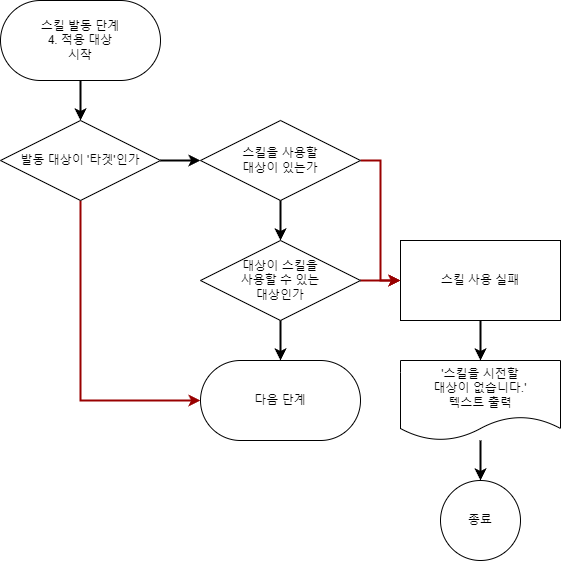 스킬 발동 단계
4. 적용 대상
시작
발동 대상이 '타겟'인가
스킬을 사용할
대상이 있는가
대상이 스킬을
사용할 수 있는
대상인가
스킬 사용 실패
다음 단계
'스킬을 시전할
대상이 없습니다.'
텍스트 출력
종료